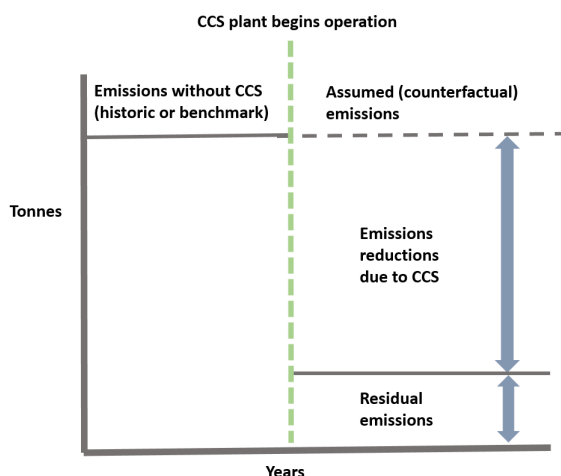 CCS plant begins operation
Emissions without CCS
(historic or benchmark)
Assumed (counterfactual)
emissions
Tonnes
Emissions
reductions
due to CCS
Residual
emissions
Years